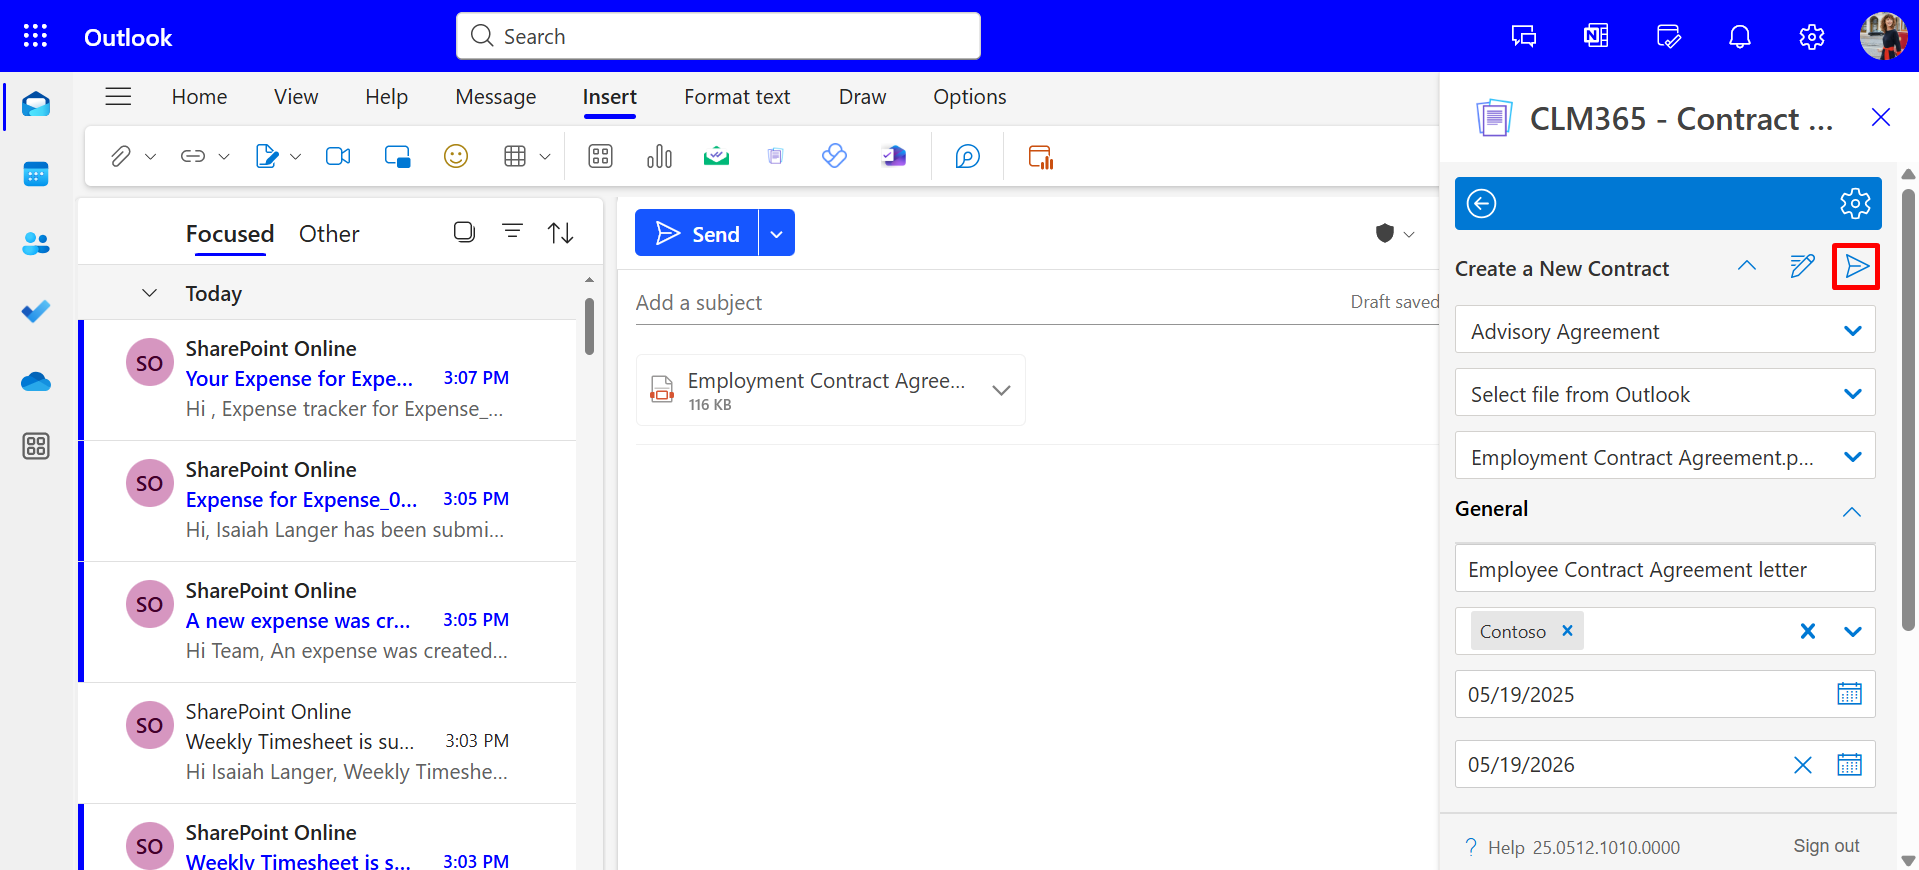 Outlook
Search
Home View Help Message Insert Format text Draw Options
Focused Other
Today
SO SharePoint Online
Your Expense for Expe... 3:07 PM
Hi , Expense tracker for Expense_...
SO SharePoint Online
Expense for Expense_0... 3:05 PM
Hi, Isaiah Langer has been submi...
SO SharePoint Online
A new expense was cr... 3:05 PM
Hi Team, An expense was created...
SO SharePoint Online
Weekly Timesheet is su... 3:03 PM
Hi Isaiah Langer, Weekly Timeshe...
SO SharePoint Online
Weekly Timesheet is s... 3:03 PM
Send
Add a subject Draft saved
Employment Contract Agree...
116 KB
CLM365 - Contract ...
Create a New Contract
Advisory Agreement
Select file from Outlook
Employment Contract Agreement.p...
General
Employee Contract Agreement letter
Contoso
05/19/2025
05/19/2026
? Help 25.0512.1010.0000 Sign out